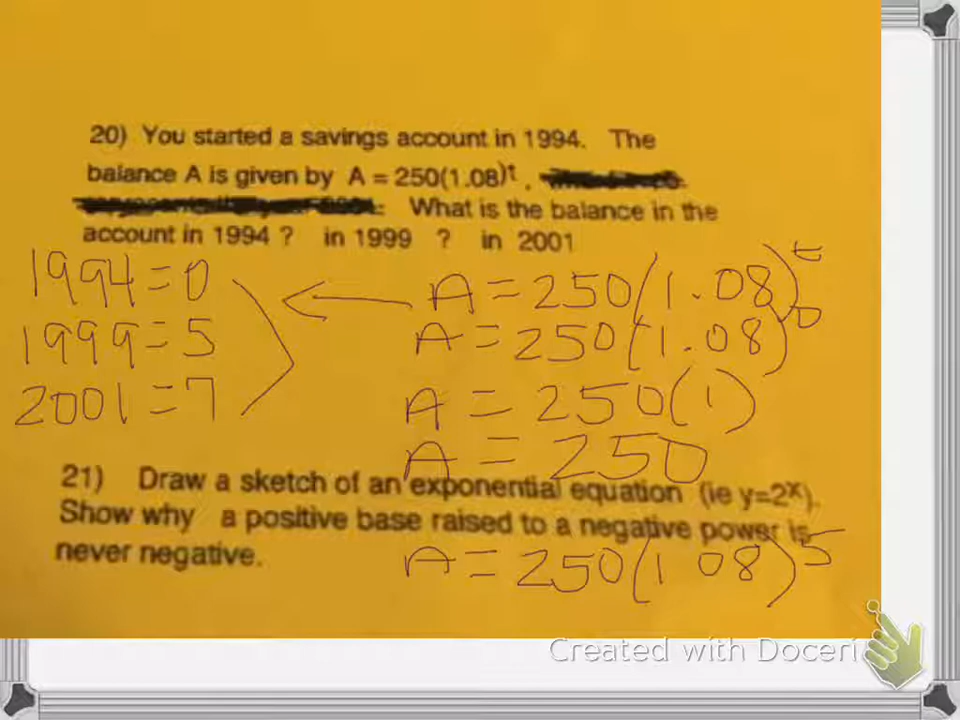 20) You started a savings account in 1994. The
balance A is given by A = 250(1.08)ᵗ .
What is the balance in the
account in 1994 ? in 1999 ? in 2001
1994=0
1999=5
2001=7
A=250(1.08)ᵗ
A=250(1.08)⁰
A=250(1)
A=250
21) Draw a sketch of an exponential equation (ie y=2ˣ).
Show why a positive base raised to a negative power is
never negative.
A=250(1.08)⁵
Created with Doceri